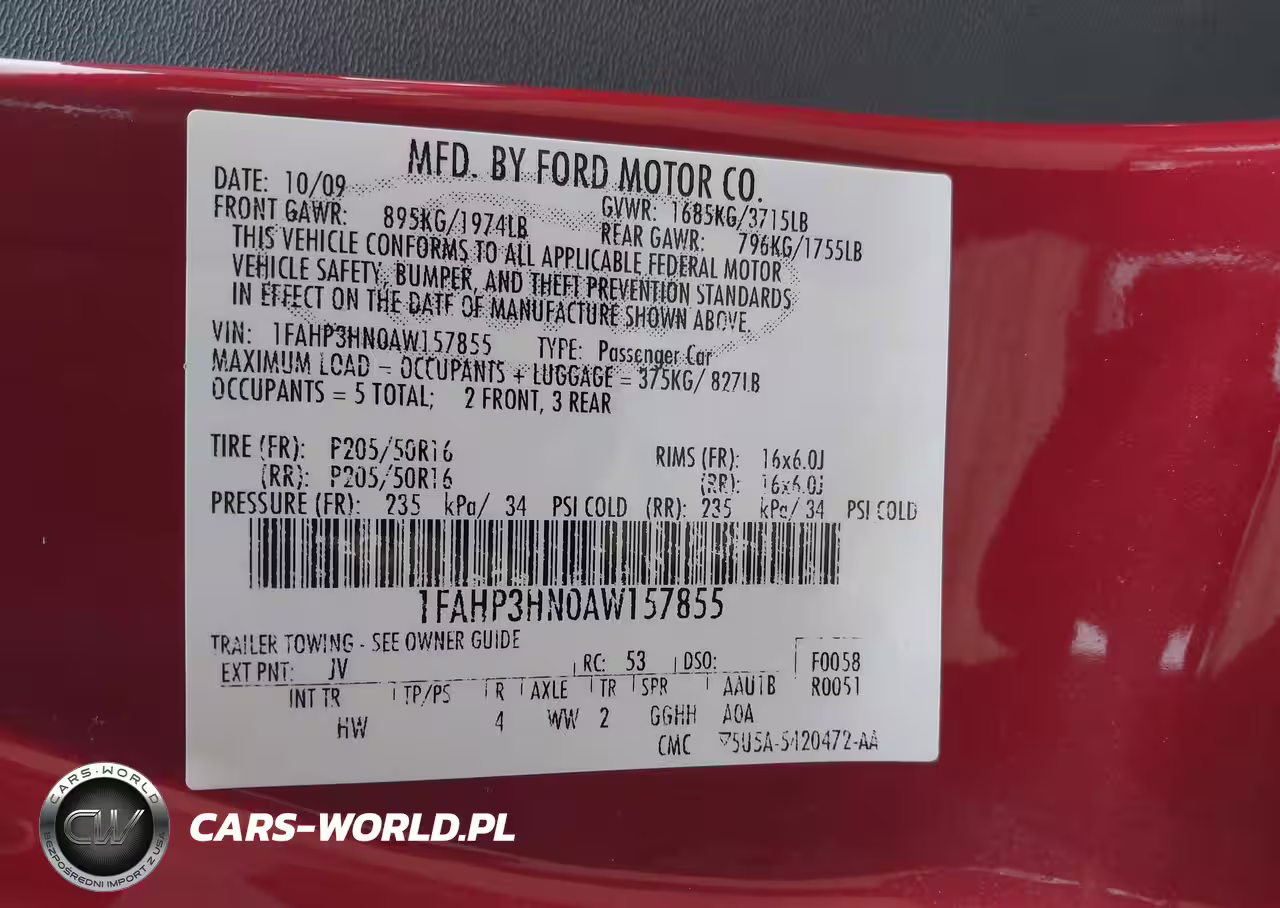 MFD. BY FORD MOTOR CO.
DATE: 10/09 GVWR: 1685KG/3715LB
FRONT GAWR: 895KG/1974LB REAR GAWR: 796KG/1755LB
THIS VEHICLE CONFORMS TO ALL APPLICABLE FEDERAL MOTOR
VEHICLE SAFETY, BUMPER, AND THEFT PREVENTION STANDARDS
IN EFFECT ON THE DATE OF MANUFACTURE SHOWN ABOVE.
VIN: 1FAHP3HN0AW157855 TYPE: Passenger Car
MAXIMUM LOAD = OCCUPANTS + LUGGAGE = 375KG/ 827LB
OCCUPANTS = 5 TOTAL; 2 FRONT, 3 REAR
TIRE (FR): P205/50R16 RIMS (FR): 16x6.0J
(RR): P205/50R16 (RR): 16x6.0J
PRESSURE (FR): 235 kPa/ 34 PSI COLD (RR): 235 kPa/ 34 PSI COLD
1FAHP3HN0AW157855
TRAILER TOWING - SEE OWNER GUIDE
EXT PNT: JV RC: 53 DSO: F0058
INT TR TP/PS R AXLE TR SPR AAUTB R0051
HW 4 WW 2 GGHH AOA
CMC 5U5A-5420472-AA
CARS-WORLD
CW
BEZPOŚREDNI IMPORT Z USA
CARS-WORLD.PL